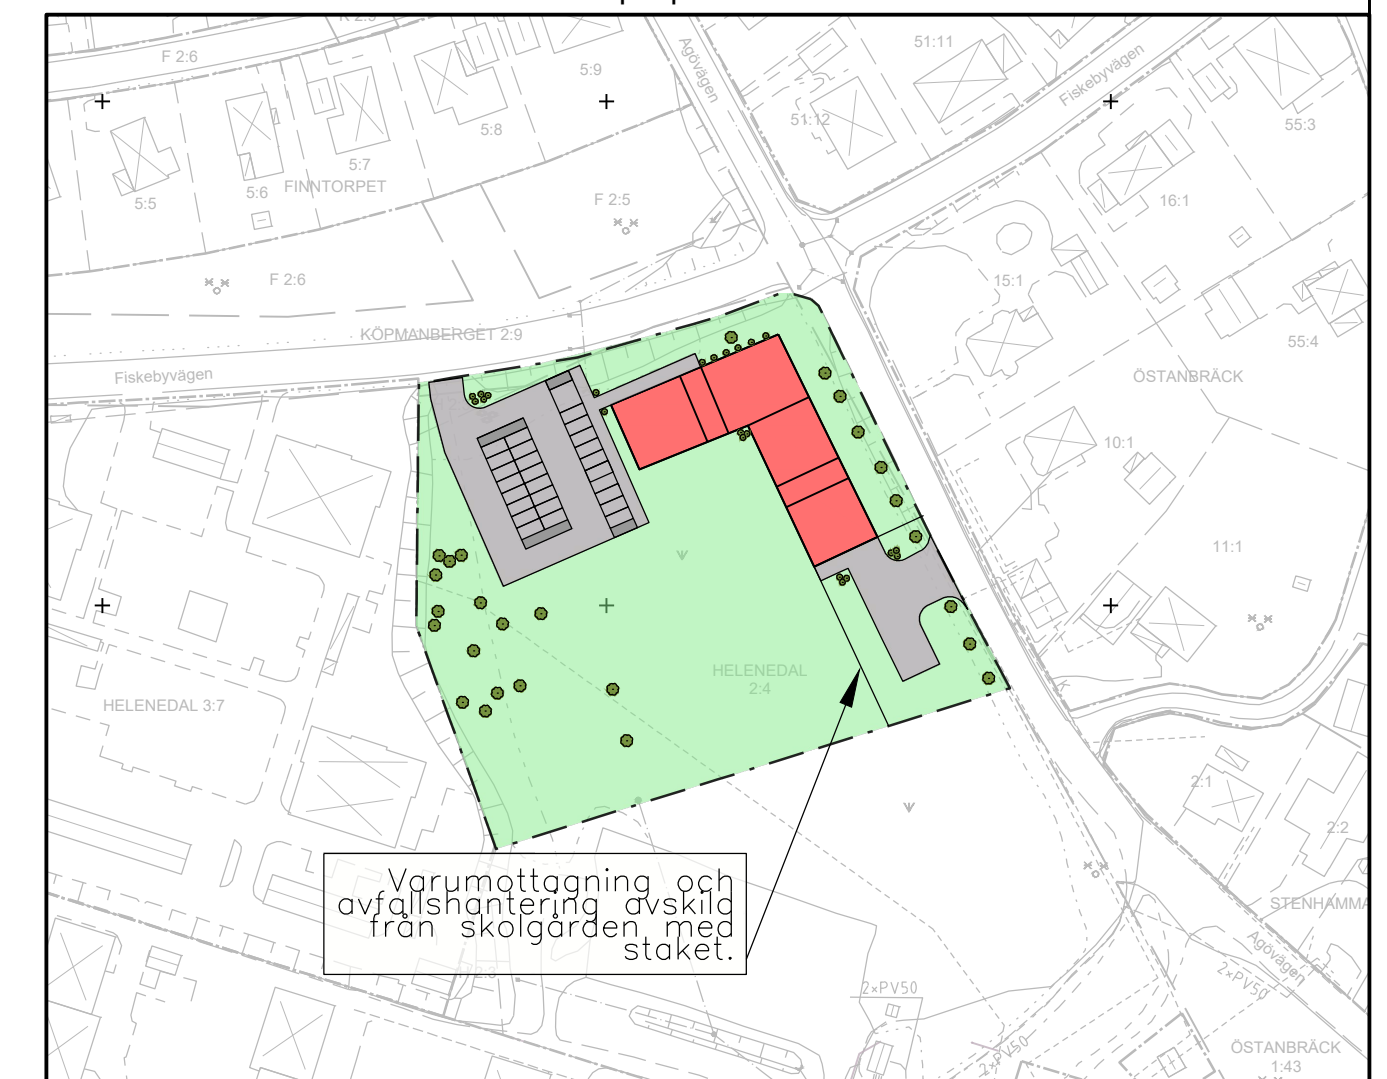 F 2:6
5:9
Agövägen
51:11
Fiskebyvägen
5:8
51:12
55:3
5:7
5:6
FINNTORPET
5:5
F 2:5
16:1
F 2:6
15:1
KÖPMANBERGET 2:9
55:4
Fiskebyvägen
ÖSTANBRÄCK
10:1
11:1
HELENEDAL
2:4
HELENEDAL 3:7
2:1
2:2
Varumottagning och
avfallshantering avskild
från skolgården med
staket.
STENHAMMA
Agövägen
2×PV50
2×PV50
2×PV50
ÖSTANBRÄCK
1:43